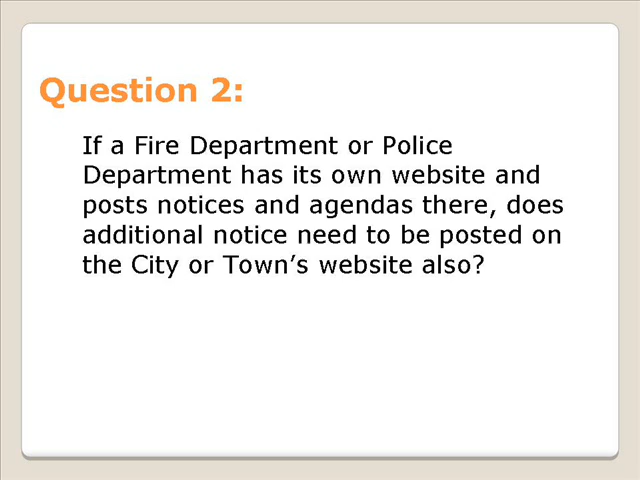 Question 2:
If a Fire Department or Police
Department has its own website and
posts notices and agendas there, does
additional notice need to be posted on
the City or Town’s website also?